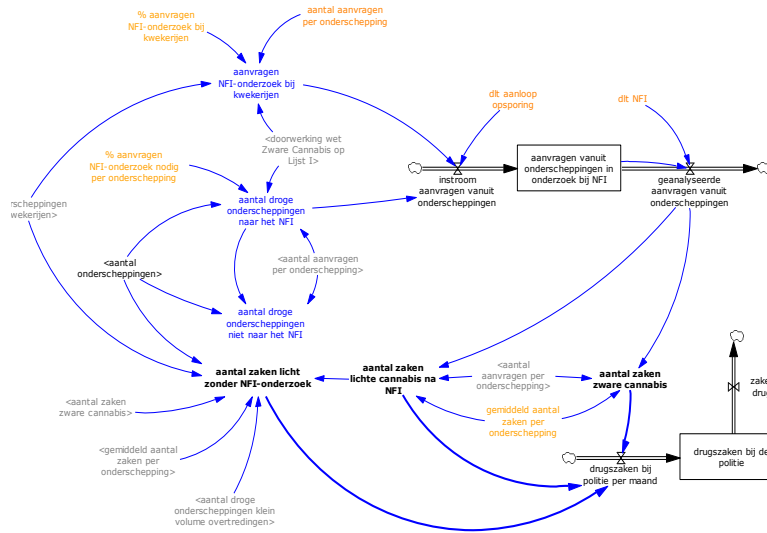 % aanvragen
NFI-onderzoek bij
kwekerijen
aantal aanvragen
per onderschepping
aanvragen
NFI-onderzoek bij
kwekerijen
dlt aanloop
opsporing
dlt NFI
<doorwerking wet
Zware Cannabis op
Lijst I>
% aanvragen
NFI-onderzoek nodig
per onderschepping
aanvragen vanuit
onderscheppingen in
onderzoek bij NFI
instroom
aanvragen vanuit
onderscheppingen
geanalyseerde
aanvragen vanuit
onderscheppingen
rscheppingen
wekerijen>
aantal droge
onderscheppingen
naar het NFI
<aantal
onderscheppingen>
<aantal aanvragen
per onderschepping>
aantal droge
onderscheppingen
niet naar het NFI
aantal zaken licht
zonder NFI-onderzoek
aantal zaken
lichte cannabis na
NFI
<aantal
aanvragen per
onderschepping>
aantal zaken
zware cannabis
zake
drug
<aantal zaken
zware cannabis>
gemiddeld aantal
zaken per
onderschepping
<gemiddeld aantal
zaken per
onderschepping>
drugszaken bij
politie per maand
drugszaken bij de
politie
<aantal droge
onderscheppingen klein
volume overtredingen>